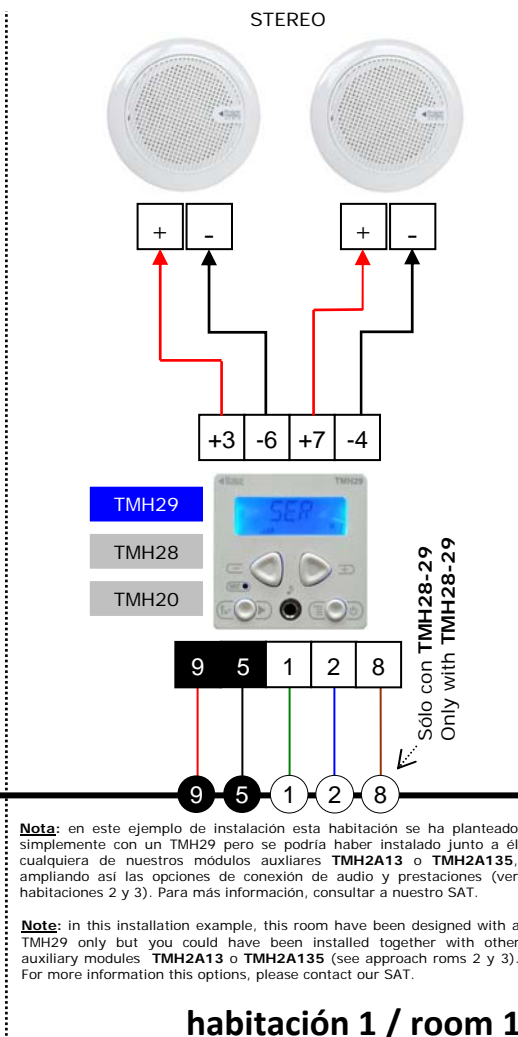 STEREO
+ - + -
+3 -6 +7 -4
TMH29
SER
TMH29
TMH28
TMH20
9 5 1 2 8
Sólo con TMH28-29
Only with TMH28-29
9 5 1 2 8
Nota: en este ejemplo de instalación esta habitación se ha planteado
simplemente con un TMH29 pero se podría haber instalado junto a él
cualquiera de nuestros módulos auxliares TMH2A13 o TMH2A135,
ampliando así las opciones de conexión de audio y prestaciones (ver
habitaciones 2 y 3). Para más información, consultar a nuestro SAT.
Note: in this installation example, this room have been designed with a
TMH29 only but you could have been installed together with other
auxiliary modules TMH2A13 o TMH2A135 (see approach roms 2 y 3).
For more information this options, please contact our SAT.
habitación 1 / room 1